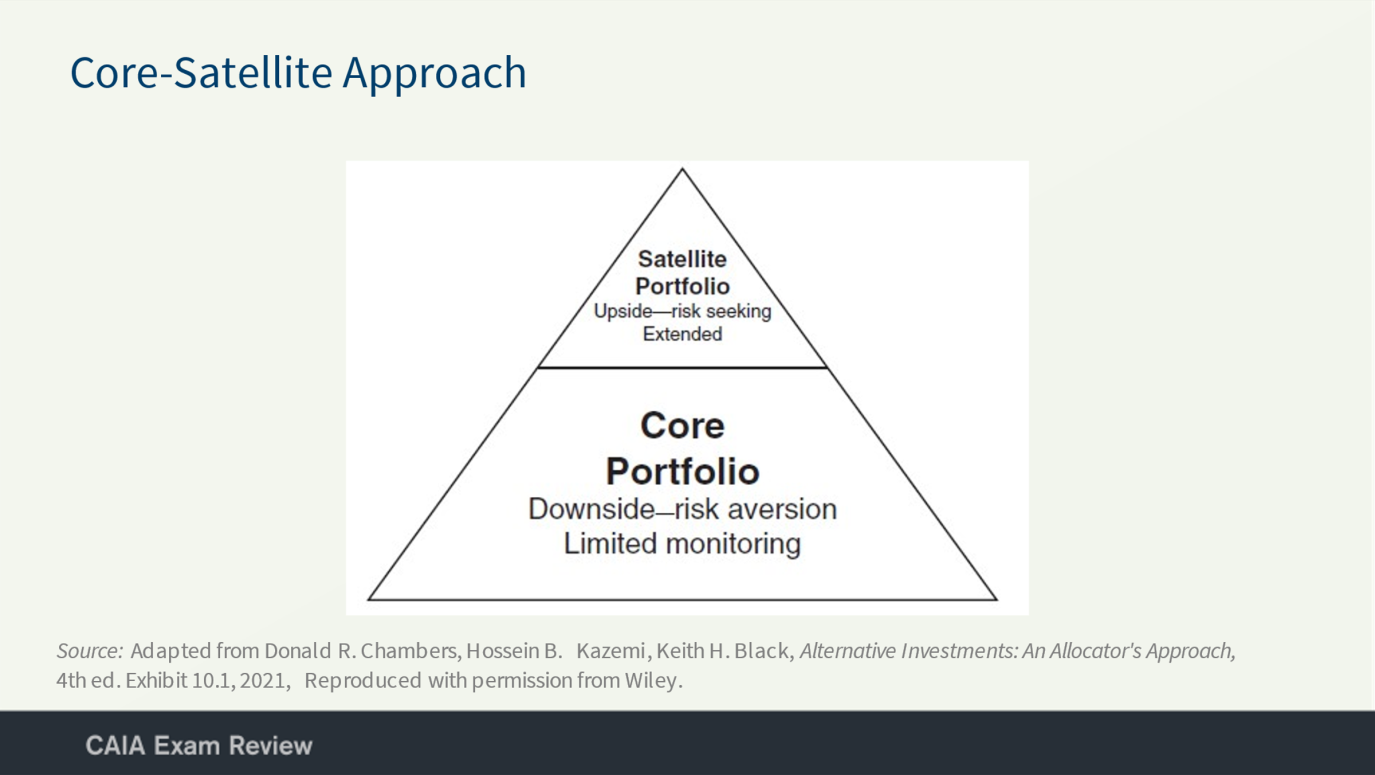 Core-Satellite Approach
Satellite
Portfolio
Upside—risk seeking
Extended
Core
Portfolio
Downside—risk aversion
Limited monitoring
Source: Adapted from Donald R. Chambers, Hossein B. Kazemi, Keith H. Black, Alternative Investments: An Allocator's Approach,
4th ed. Exhibit 10.1, 2021, Reproduced with permission from Wiley.
CAIA Exam Review